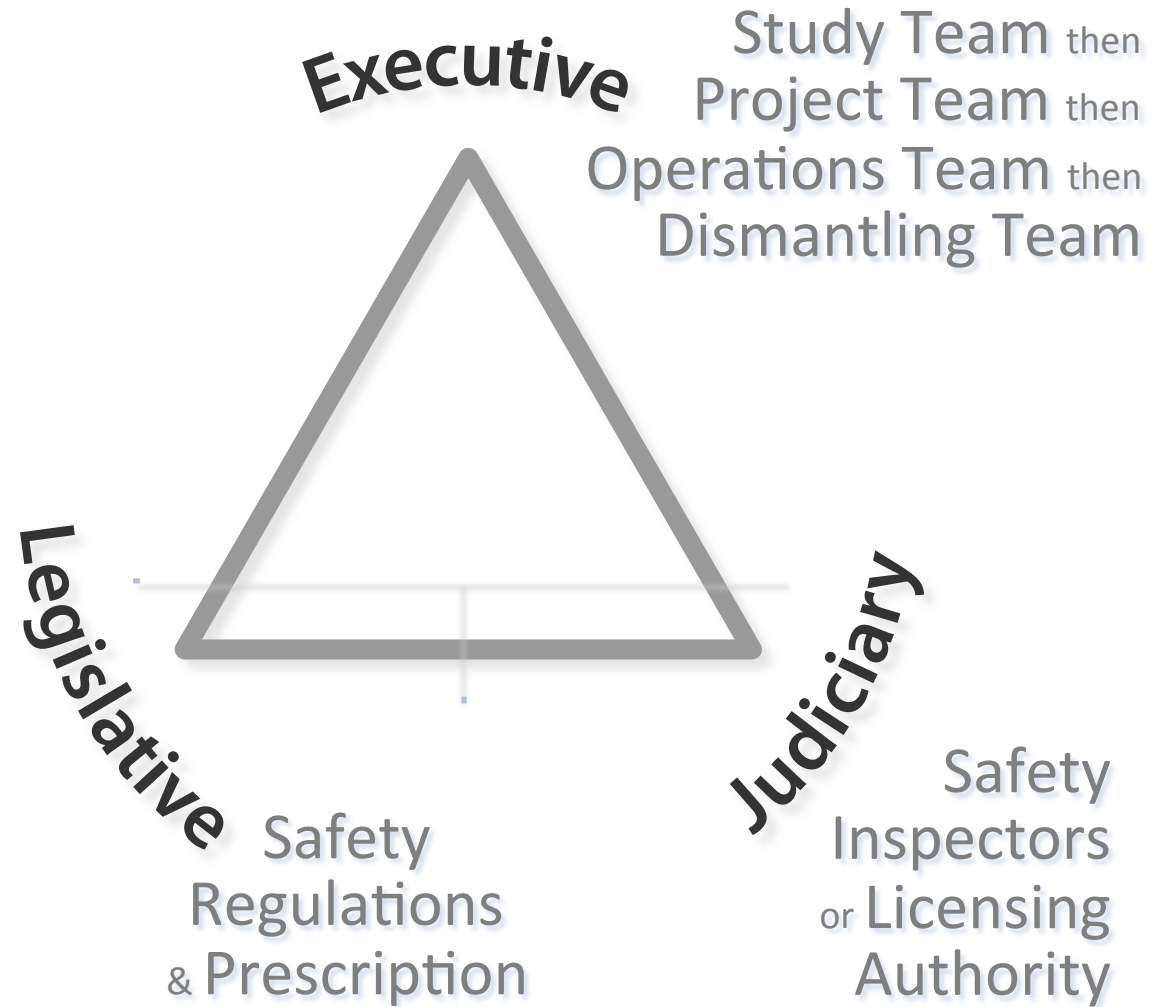 Executive
Study Team then
Project Team then
Operations Team then
Dismantling Team
Legislative
Safety
Regulations
& Prescription
Judiciary
Safety
Inspectors
or Licensing
Authority